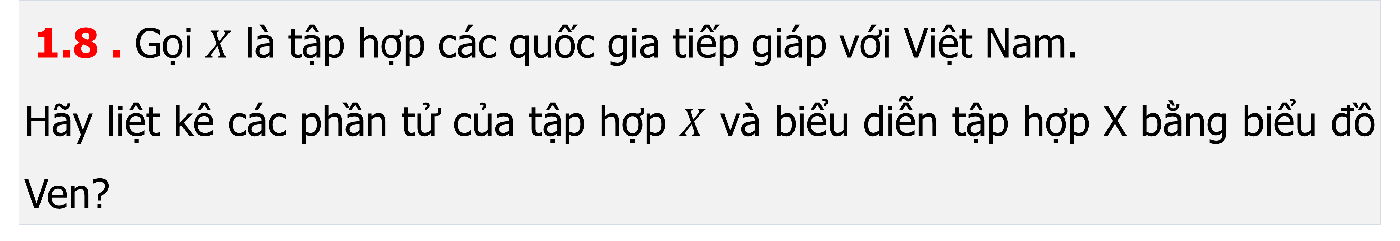 1.8 . Gọi X là tập hợp các quốc gia tiếp giáp với Việt Nam.
Hãy liệt kê các phần tử của tập hợp X và biểu diễn tập hợp X bằng biểu đồ
Ven?